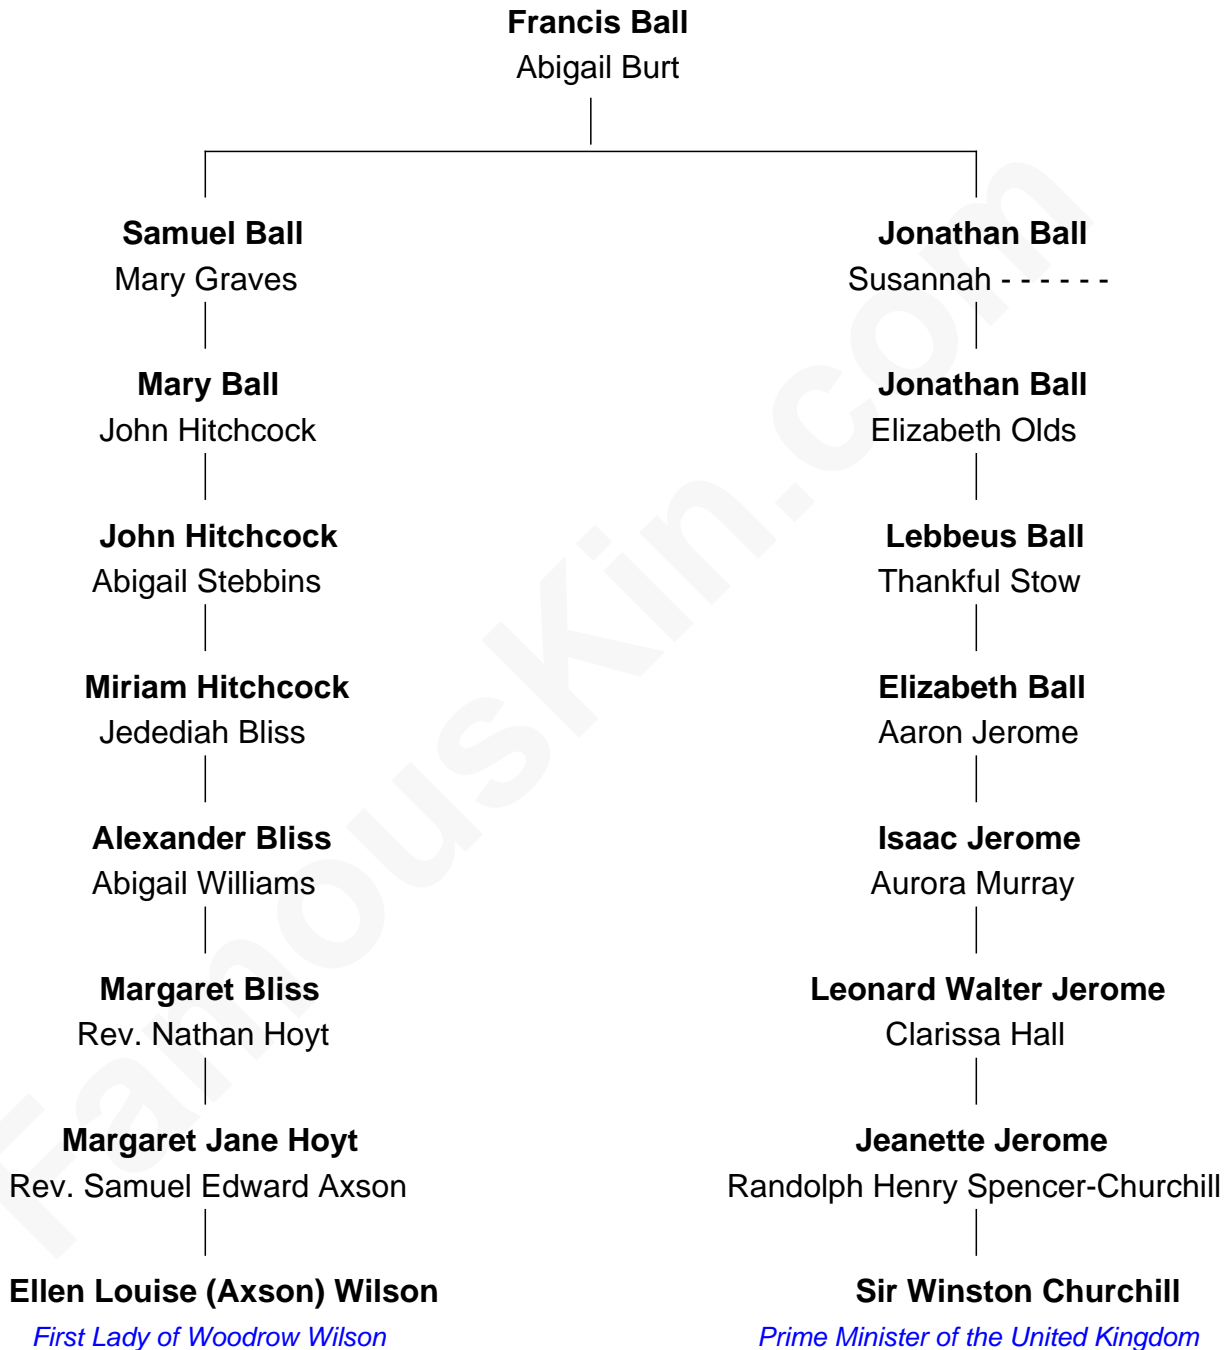 Francis Ball
Abigail Burt
Samuel Ball
Mary Graves
Jonathan Ball
Susannah - - - - - -
Mary Ball
John Hitchcock
Jonathan Ball
Elizabeth Olds
John Hitchcock
Abigail Stebbins
Lebbeus Ball
Thankful Stow
Miriam Hitchcock
Jedediah Bliss
Elizabeth Ball
Aaron Jerome
Alexander Bliss
Abigail Williams
Isaac Jerome
Aurora Murray
Margaret Bliss
Rev. Nathan Hoyt
Leonard Walter Jerome
Clarissa Hall
Margaret Jane Hoyt
Rev. Samuel Edward Axson
Jeanette Jerome
Randolph Henry Spencer-Churchill
Ellen Louise (Axson) Wilson
First Lady of Woodrow Wilson
Sir Winston Churchill
Prime Minister of the United Kingdom
FamousKin.com